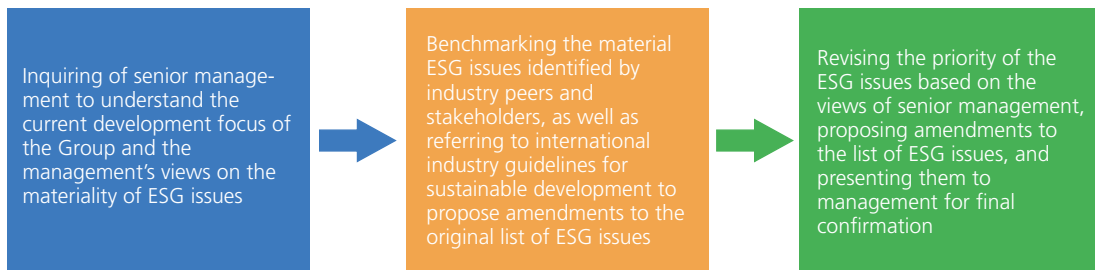 Inquiring of senior manage-
ment to understand the
current development focus of
the Group and the
management’s views on the
materiality of ESG issues
Benchmarking the material
ESG issues identified by
industry peers and
stakeholders, as well as
referring to international
industry guidelines for
sustainable development to
propose amendments to the
original list of ESG issues
Revising the priority of the
ESG issues based on the
views of senior management,
proposing amendments to
the list of ESG issues, and
presenting them to
management for final
confirmation